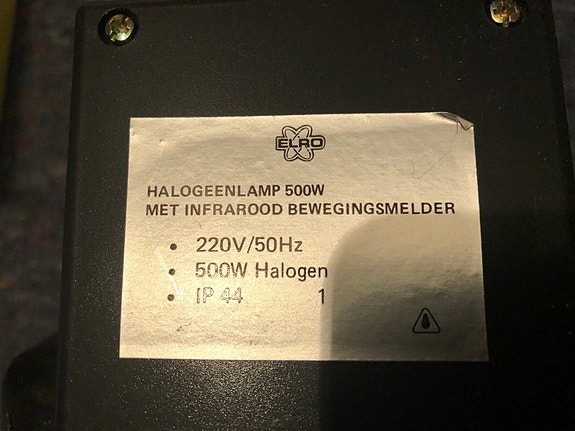 ELRO
HALOGEENLAMP 500W
MET INFRAROOD BEWEGINGSMELDER
• 220V/50Hz
• 500W Halogen
• IP 44 1